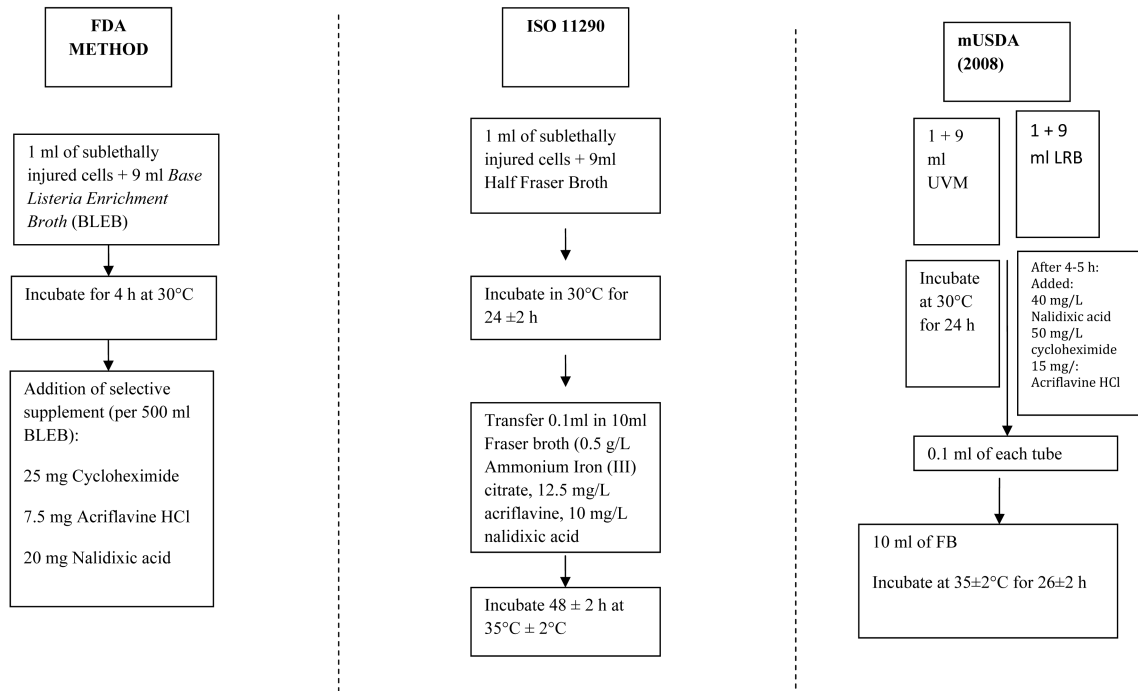 FDA
METHOD
1 ml of sublethally
injured cells + 9 ml Base
Listeria Enrichment
Broth (BLEB)
Incubate for 4 h at 30°C
Addition of selective
supplement (per 500 ml
BLEB):
25 mg Cycloheximide
7.5 mg Acriflavine HCl
20 mg Nalidixic acid
ISO 11290
1 ml of sublethally
injured cells + 9ml
Half Fraser Broth
Incubate in 30°C for
24 ±2 h
Transfer 0.1ml in 10ml
Fraser broth (0.5 g/L
Ammonium Iron (III)
citrate, 12.5 mg/L
acriflavine, 10 mg/L
nalidixic acid
Incubate 48 ± 2 h at
35°C ± 2°C
mUSDA
(2008)
1 + 9
ml
UVM
1 + 9
ml LRB
Incubate
at 30°C
for 24 h
After 4-5 h:
Added:
40 mg/L
Nalidixic acid
50 mg/L
cycloheximide
15 mg/:
Acriflavine HCl
0.1 ml of each tube
10 ml of FB
Incubate at 35±2°C for 26±2 h